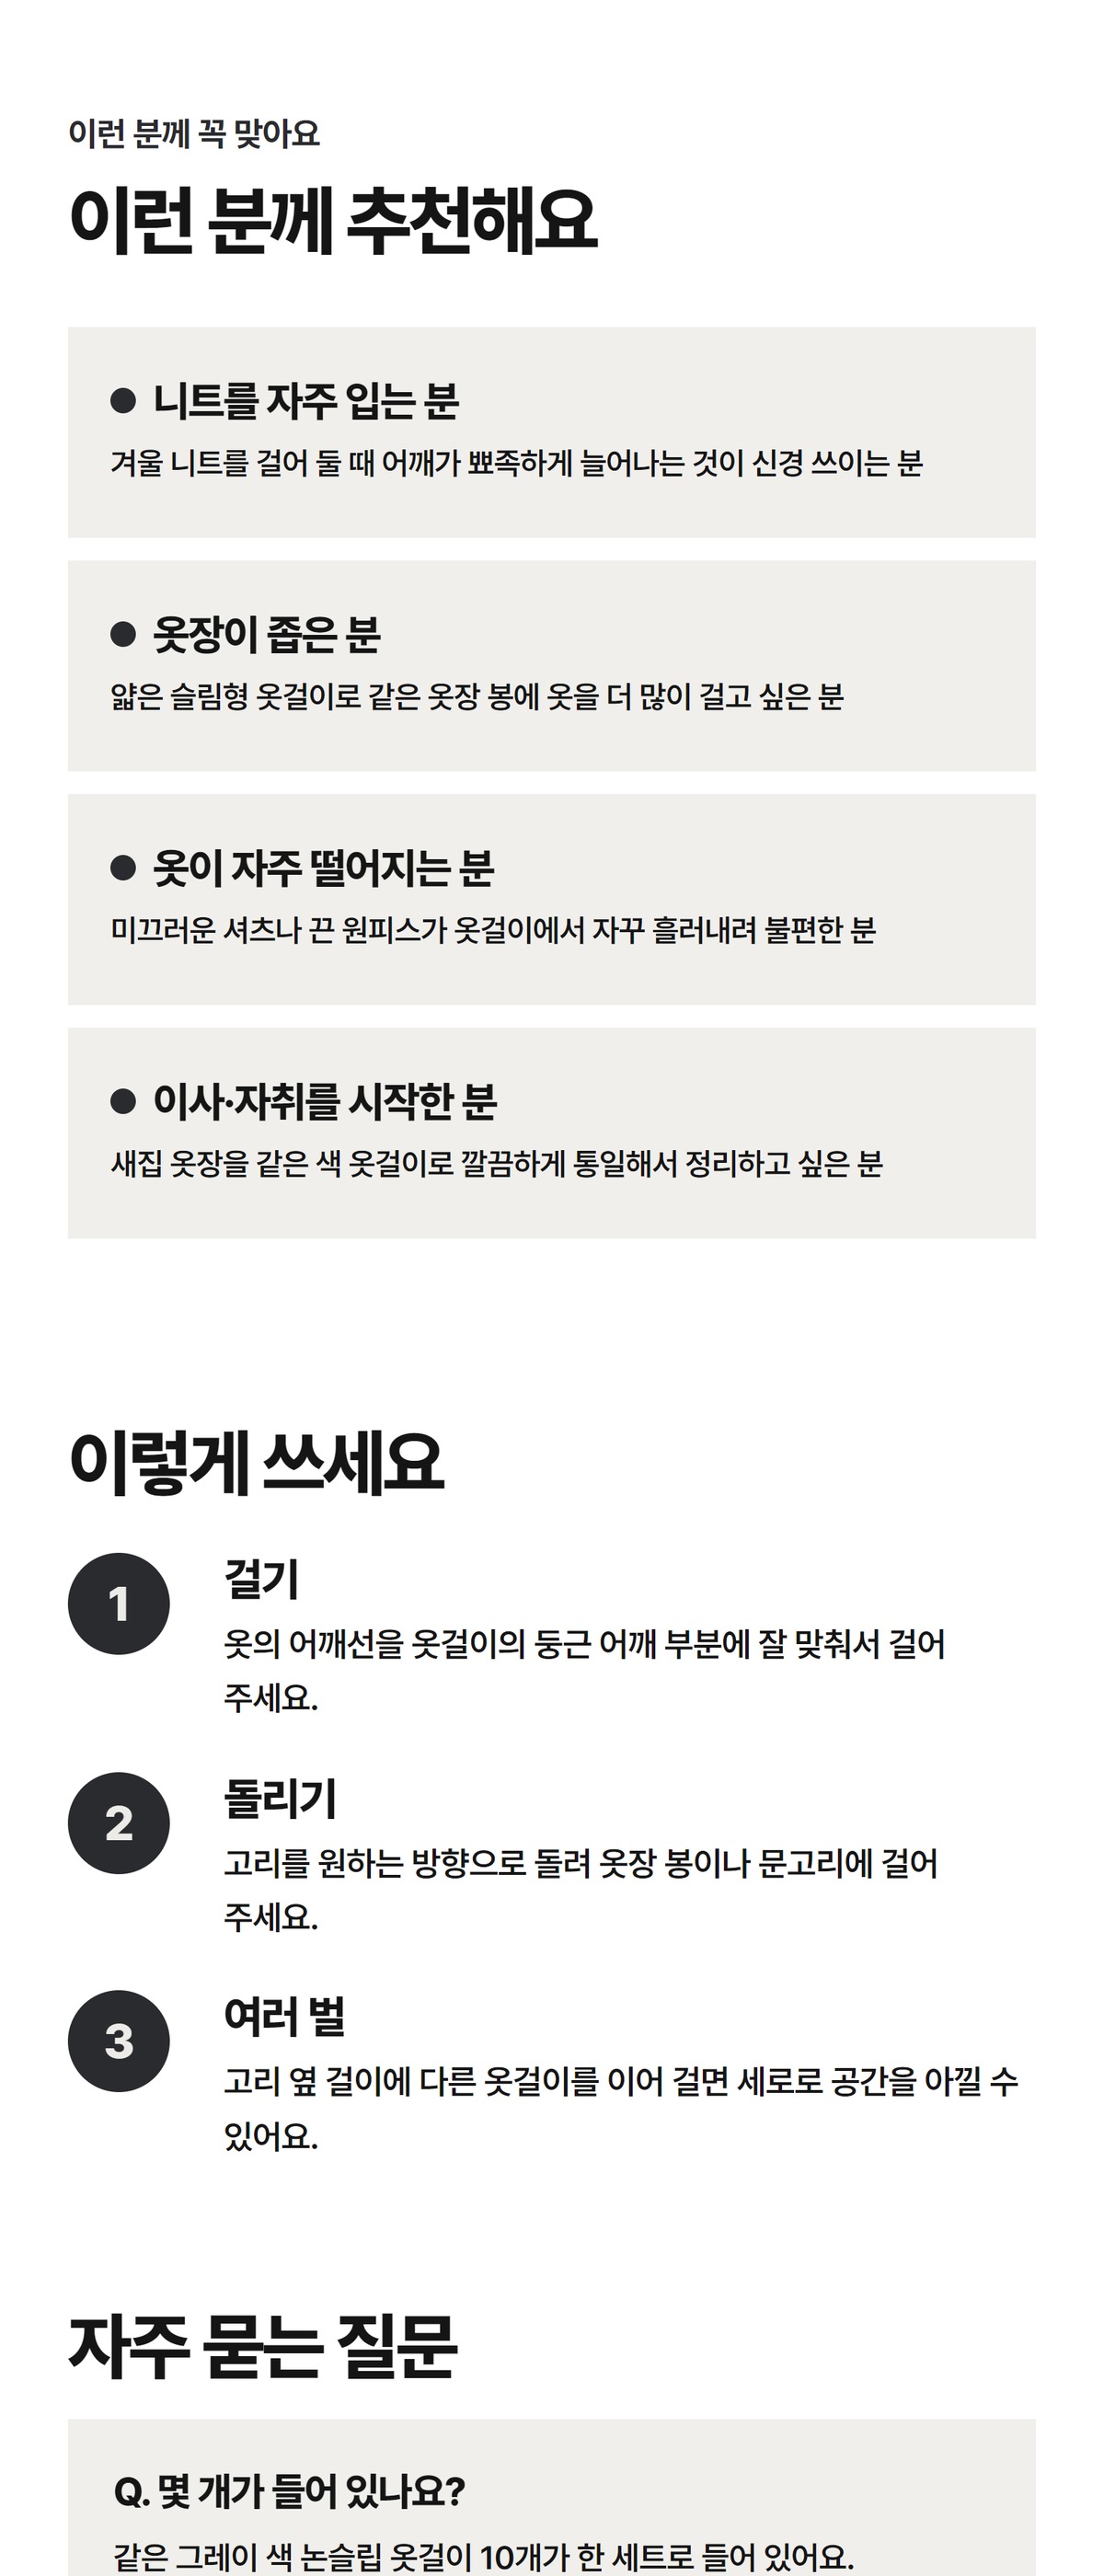 이런 분께 꼭 맞아요
이런 분께 추천해요
니트를 자주 입는 분
겨울 니트를 걸어 둘 때 어깨가 뾰족하게 늘어나는 것이 신경 쓰이는 분
옷장이 좁은 분
얇은 슬림형 옷걸이로 같은 옷장 봉에 옷을 더 많이 걸고 싶은 분
옷이 자주 떨어지는 분
미끄러운 셔츠나 끈 원피스가 옷걸이에서 자꾸 흘러내려 불편한 분
이사·자취를 시작한 분
새집 옷장을 같은 색 옷걸이로 깔끔하게 통일해서 정리하고 싶은 분
이렇게 쓰세요
1
걸기
옷의 어깨선을 옷걸이의 둥근 어깨 부분에 잘 맞춰서 걸어
주세요.
2
돌리기
고리를 원하는 방향으로 돌려 옷장 봉이나 문고리에 걸어
주세요.
3
여러 벌
고리 옆 걸이에 다른 옷걸이를 이어 걸면 세로로 공간을 아낄 수
있어요.
자주 묻는 질문
Q. 몇 개가 들어 있나요?
같은 그레이 색 논슬립 옷걸이 10개가 한 세트로 들어 있어요.